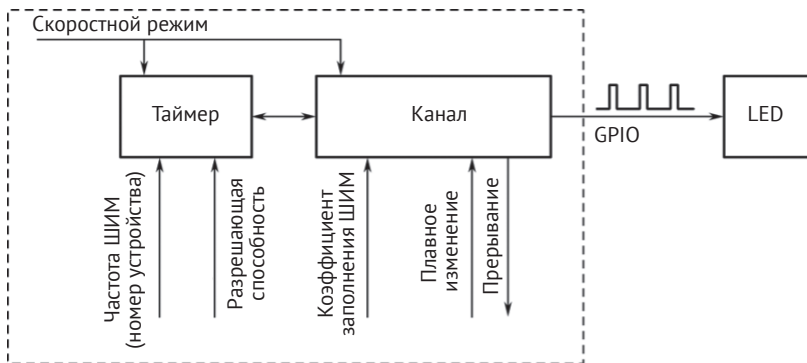 Скоростной режим
Таймер
Канал
GPIO
LED
Частота ШИМ
(номер устройства)
Разрешающая
способность
Коэффициент
заполнения ШИМ
Плавное
изменение
Прерывание